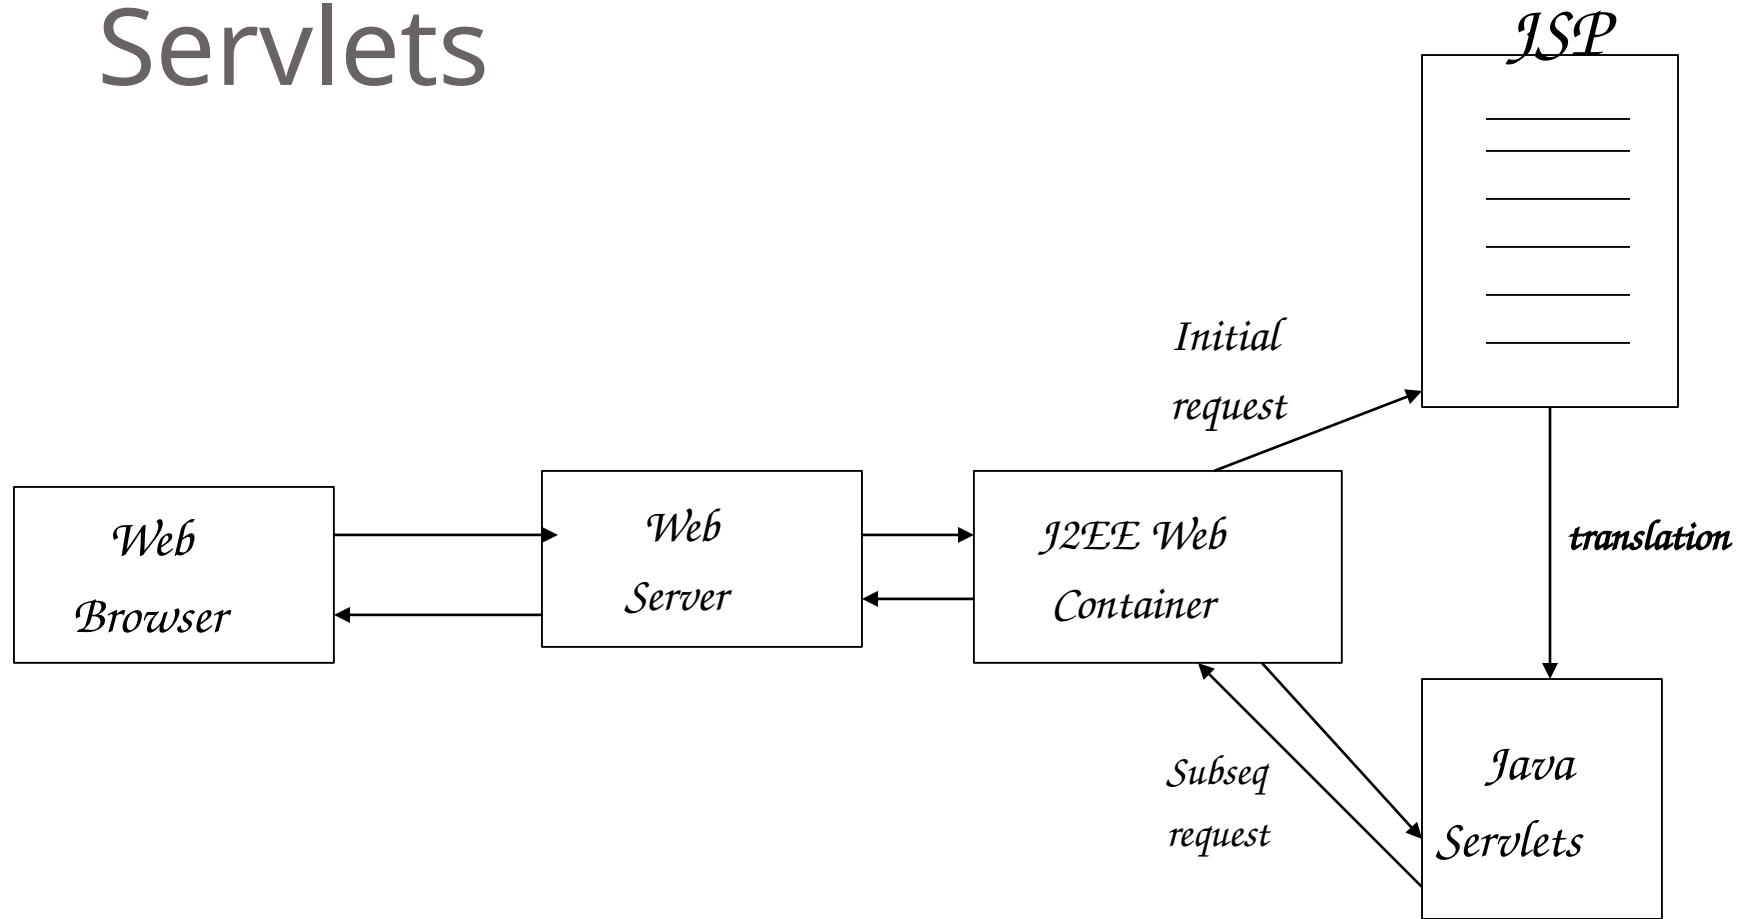 Servlets
JSP
Initial
request
Web
Browser
Web
Server
J2EE Web
Container
translation
Subseq
request
Java
Servlets